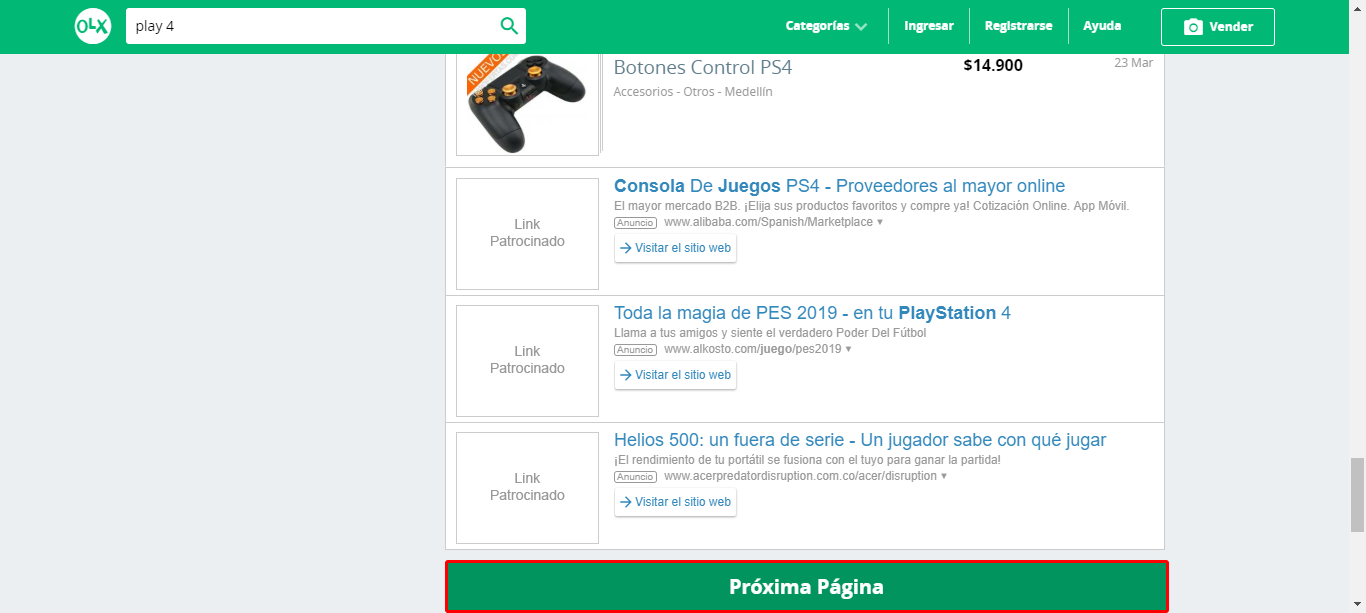 OLX
play 4
Categorías
Ingresar
Registrarse
Ayuda
Vender
NUEVOS
Botones Control PS4
$14.900
23 Mar
Accesorios - Otros - Medellín
Link
Patrocinado
Consola De Juegos PS4 - Proveedores al mayor online
El mayor mercado B2B. ¡Elija sus productos favoritos y compre ya! Cotización Online. App Móvil.
Anuncio www.alibaba.com/Spanish/Marketplace ▼
→ Visitar el sitio web
Link
Patrocinado
Toda la magia de PES 2019 - en tu PlayStation 4
Llama a tus amigos y siente el verdadero Poder Del Fútbol
Anuncio www.alkosto.com/juego/pes2019 ▼
→ Visitar el sitio web
Link
Patrocinado
Helios 500: un fuera de serie - Un jugador sabe con qué jugar
¡El rendimiento de tu portátil se fusiona con el tuyo para ganar la partida!
Anuncio www.acerpredatordisruption.com.co/acer/disruption ▼
→ Visitar el sitio web
Próxima Página